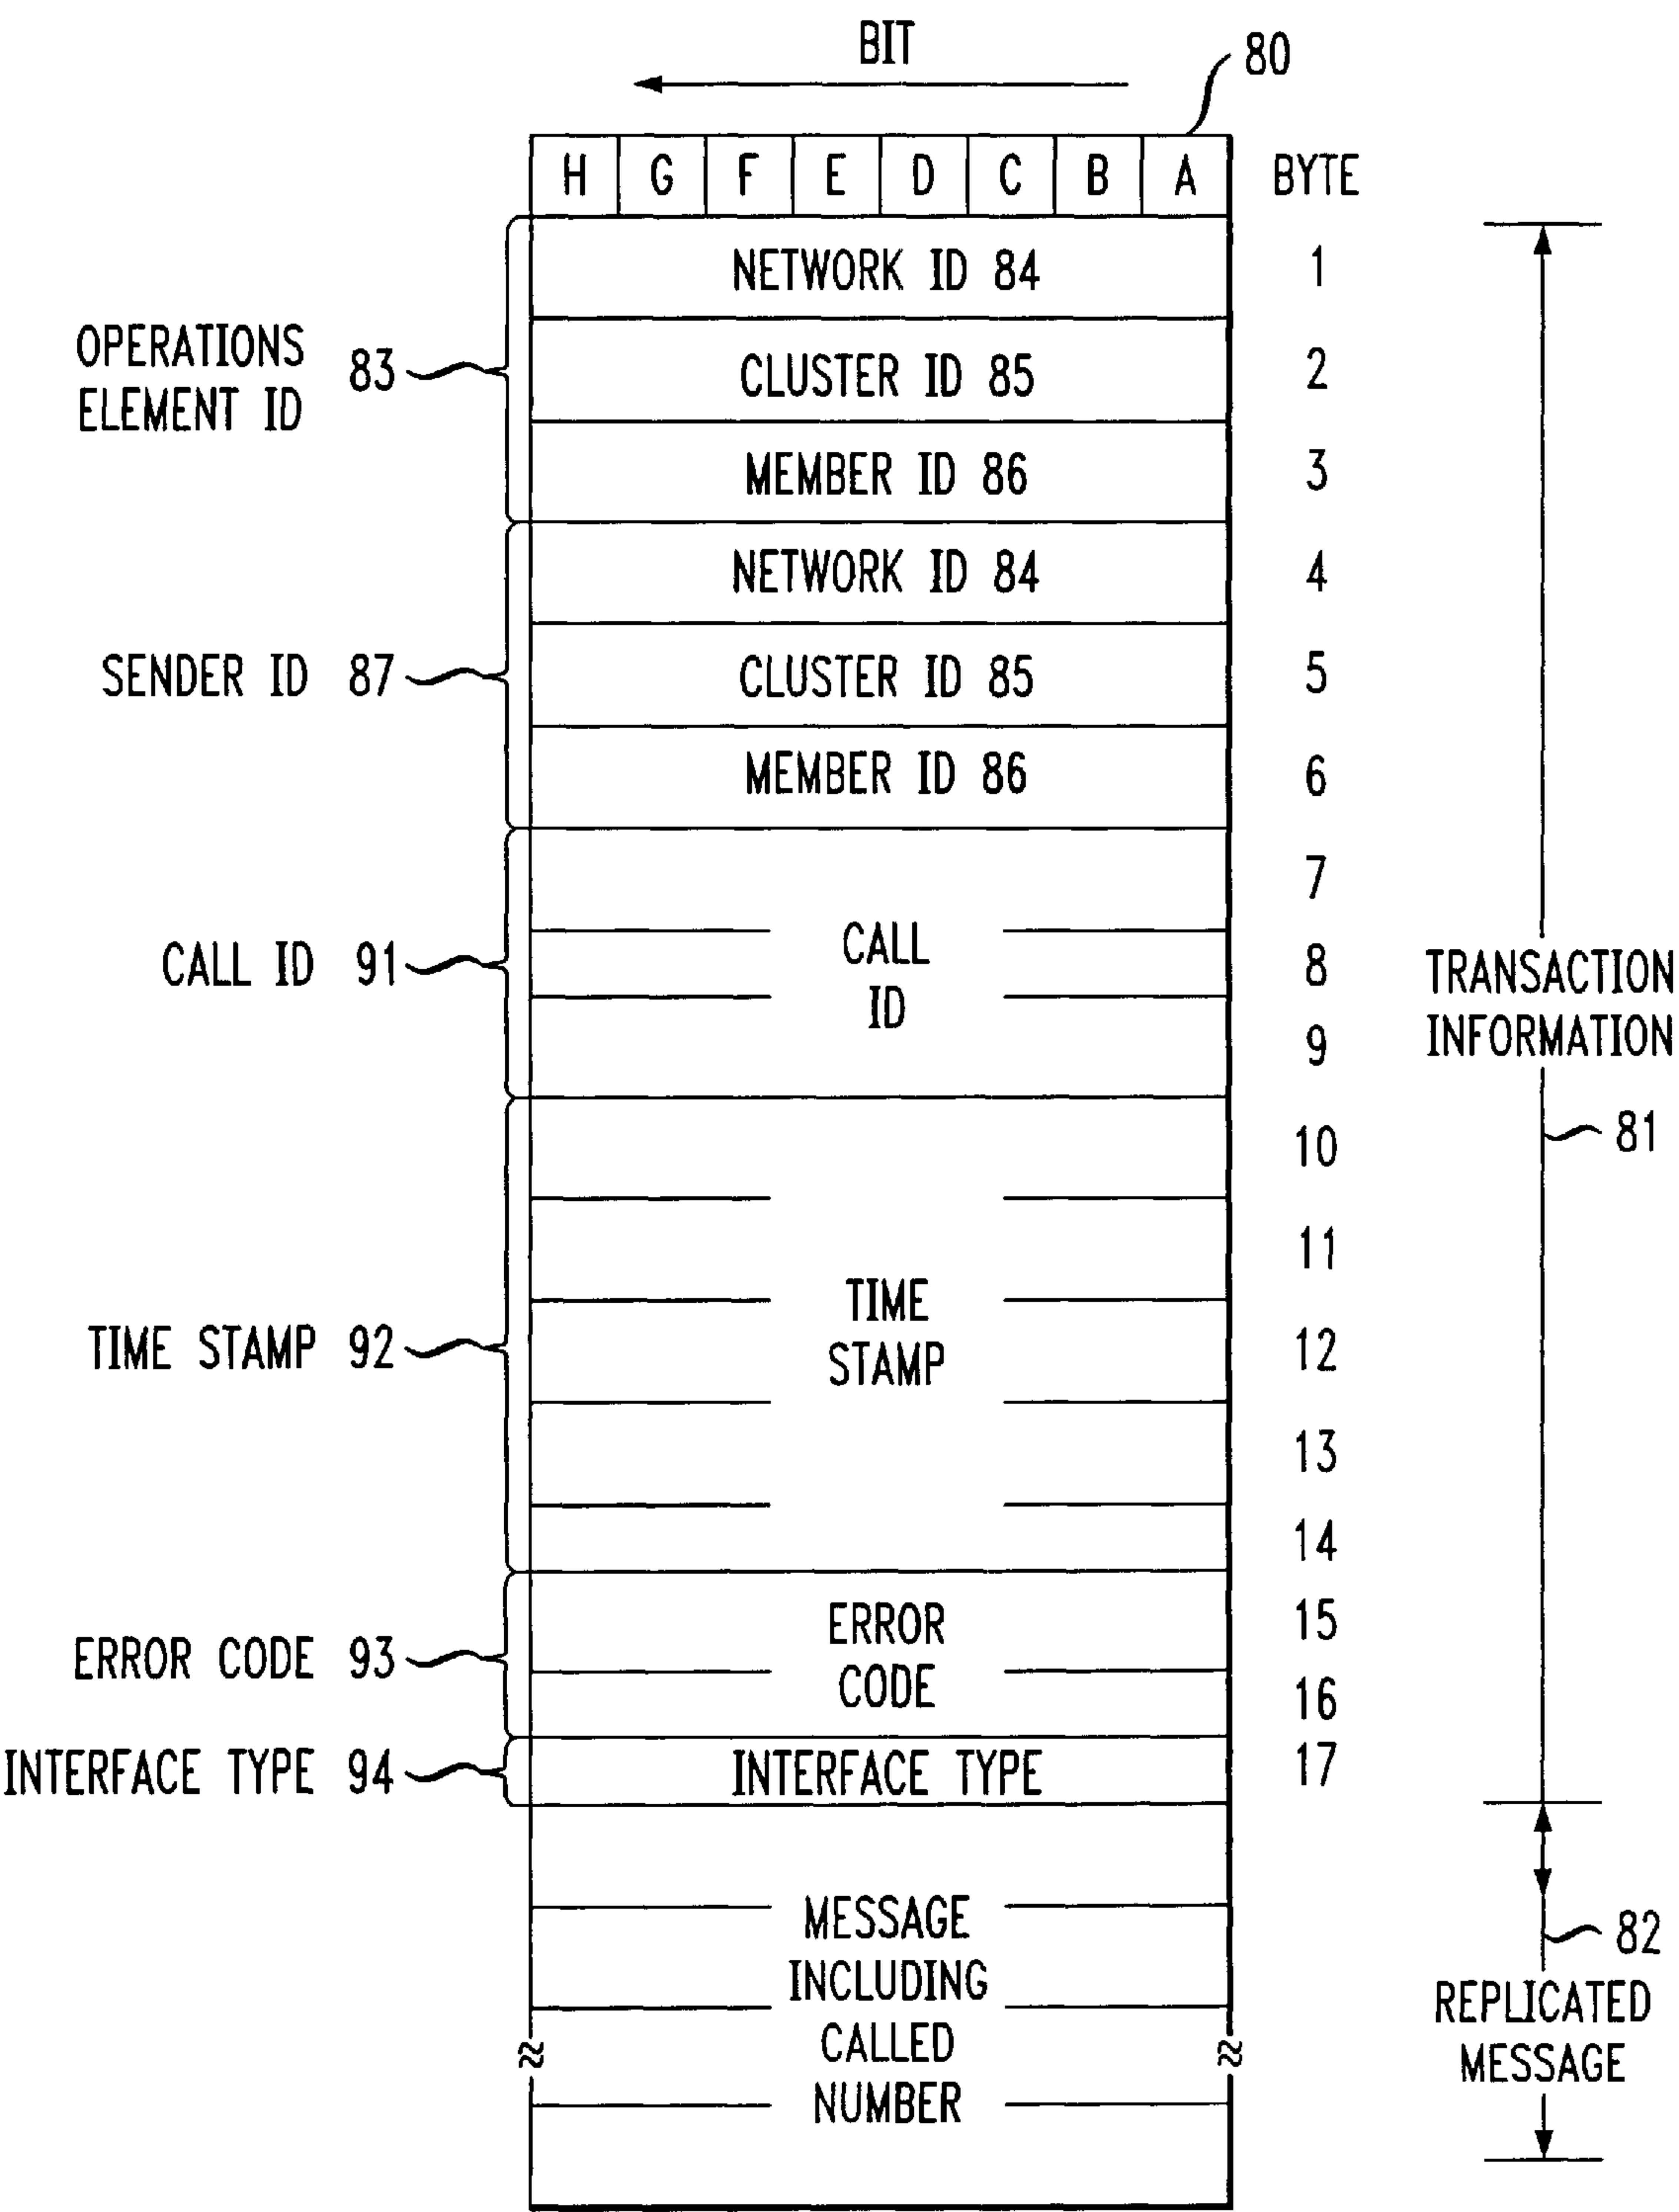 BIT
80
H G F E D C B A BYTE
NETWORK ID 84 1
OPERATIONS
ELEMENT ID 83
CLUSTER ID 85 2
MEMBER ID 86 3
NETWORK ID 84 4
SENDER ID 87 CLUSTER ID 85 5
MEMBER ID 86 6
7
CALL ID 91 CALL
ID 8
9
TRANSACTION
INFORMATION
81
10
11
TIME STAMP 92 TIME
STAMP 12
13
14
ERROR CODE 93 ERROR
CODE 15
16
INTERFACE TYPE 94 INTERFACE TYPE 17
MESSAGE
INCLUDING
CALLED
NUMBER
82
REPLICATED
MESSAGE